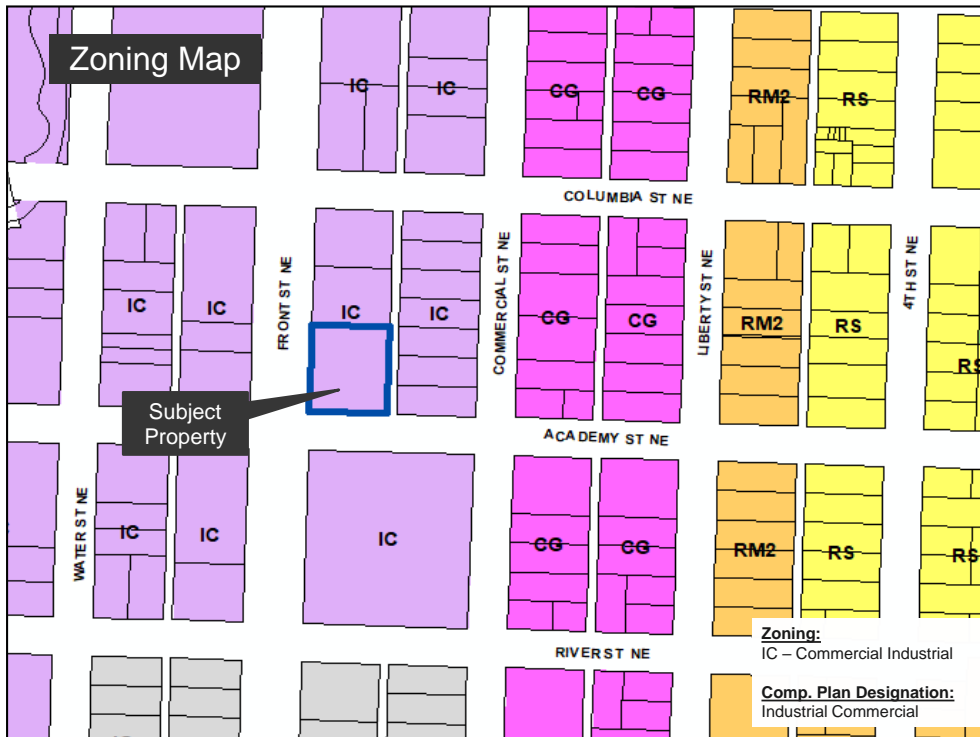 Zoning Map
IC
IC
CG
CG
RM2
RS
COLUMBIA ST NE
FRONT ST NE
COMMERCIAL ST NE
LIBERTY ST NE
4TH ST NE
IC
IC
IC
IC
CG
CG
RM2
RS
RS
Subject
Property
ACADEMY ST NE
WATER ST NE
IC
IC
IC
CG
CG
RM2
RS
RS
RIVER ST NE
Zoning:
IC – Commercial Industrial
Comp. Plan Designation:
Industrial Commercial